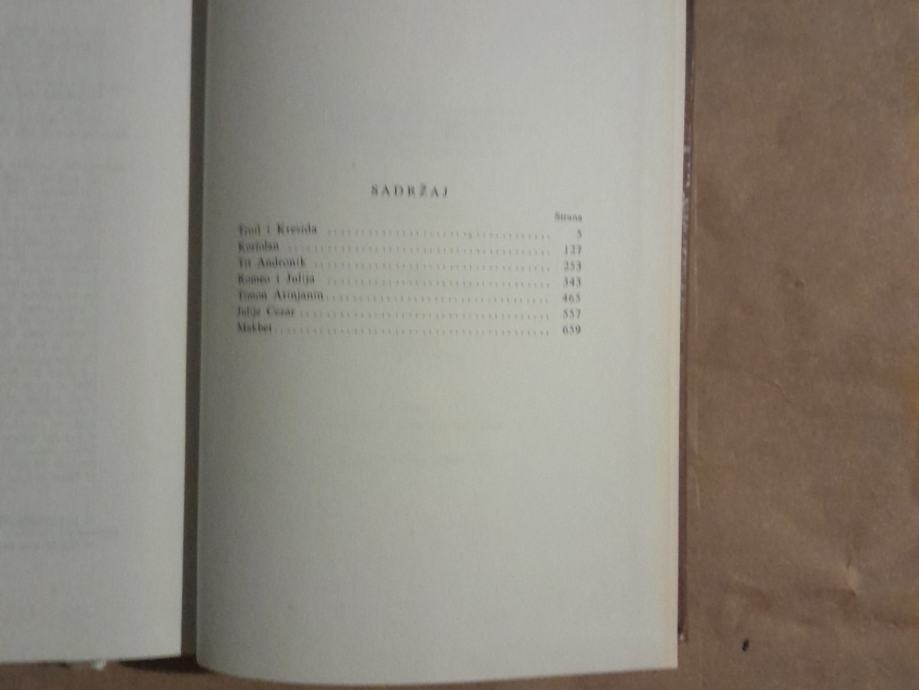 SADRŽAJ
Strana
Troil i Kresida ........................................ 5
Koriolan ........................................ 127
Tit Andronik ........................................ 253
Romeo i Julija ........................................ 343
Timon Atinjanin ........................................ 465
Julije Cezar ........................................ 557
Makbet ........................................ 659